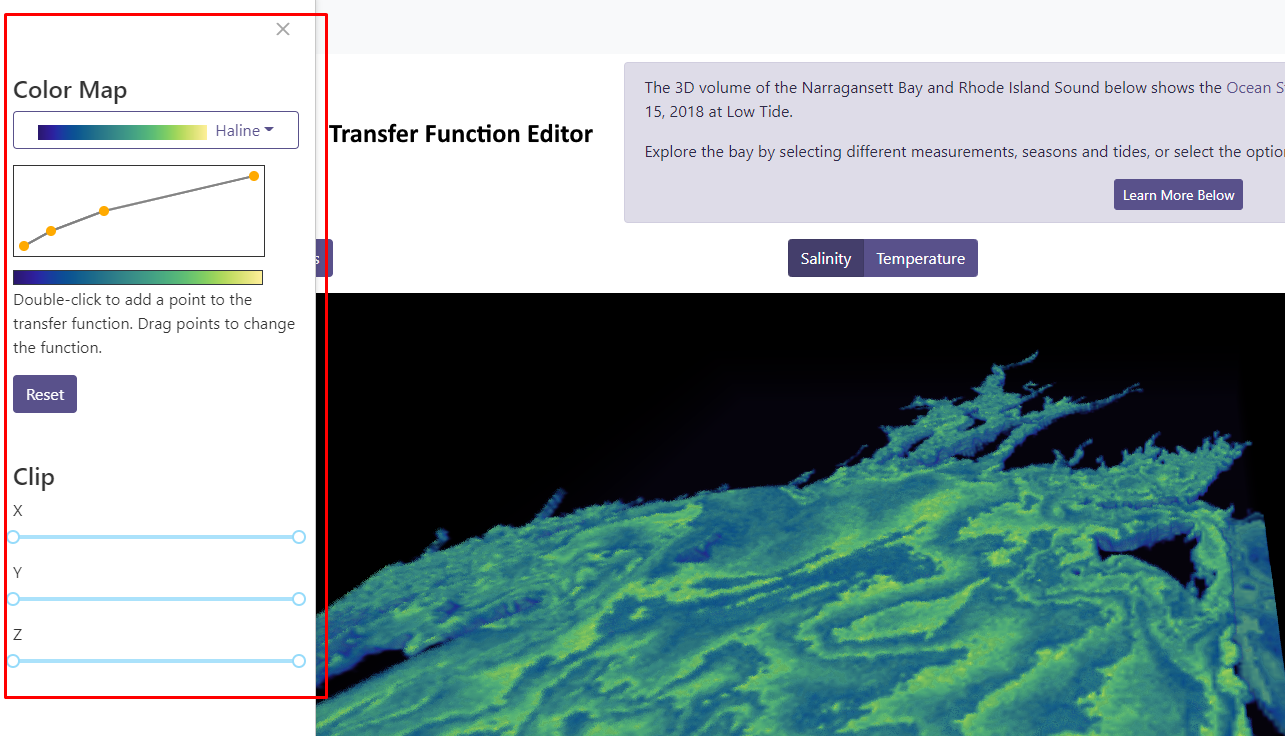 Color Map
Haline
Double-click to add a point to the
transfer function. Drag points to change
the function.
Reset
Clip
X
Y
Z
Transfer Function Editor
The 3D volume of the Narragansett Bay and Rhode Island Sound below shows the Ocean
15, 2018 at Low Tide.
Explore the bay by selecting different measurements, seasons and tides, or select the
Learn More Below
Salinity
Temperature